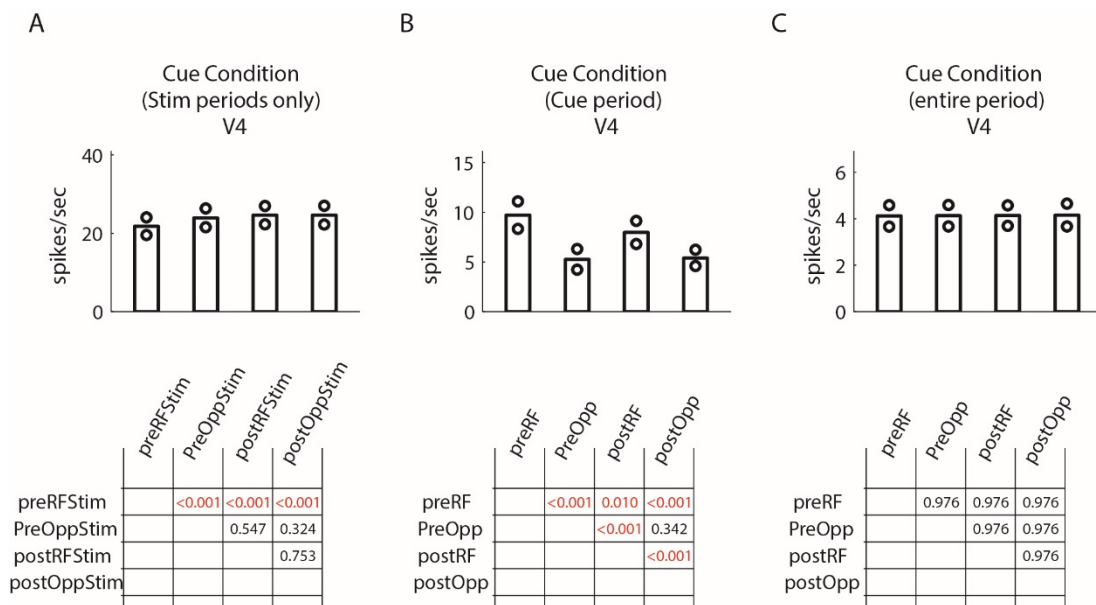 A
Cue Condition
(Stim periods only)
V4
spikes/sec
40
20
0
preRFStim
PreOppStim
postRFStim
postOppStim
preRFStim <0.001 <0.001 <0.001
PreOppStim 0.547 0.324
postRFStim 0.753
postOppStim
B
Cue Condition
(Cue period)
V4
spikes/sec
15
10
5
0
preRF
PreOpp
postRF
postOpp
preRF <0.001 0.010 <0.001
PreOpp <0.001 0.342
postRF <0.001
postOpp
C
Cue Condition
(entire period)
V4
spikes/sec
6
4
2
0
preRF
PreOpp
postRF
postOpp
preRF 0.976 0.976 0.976
PreOpp 0.976 0.976
postRF 0.976
postOpp